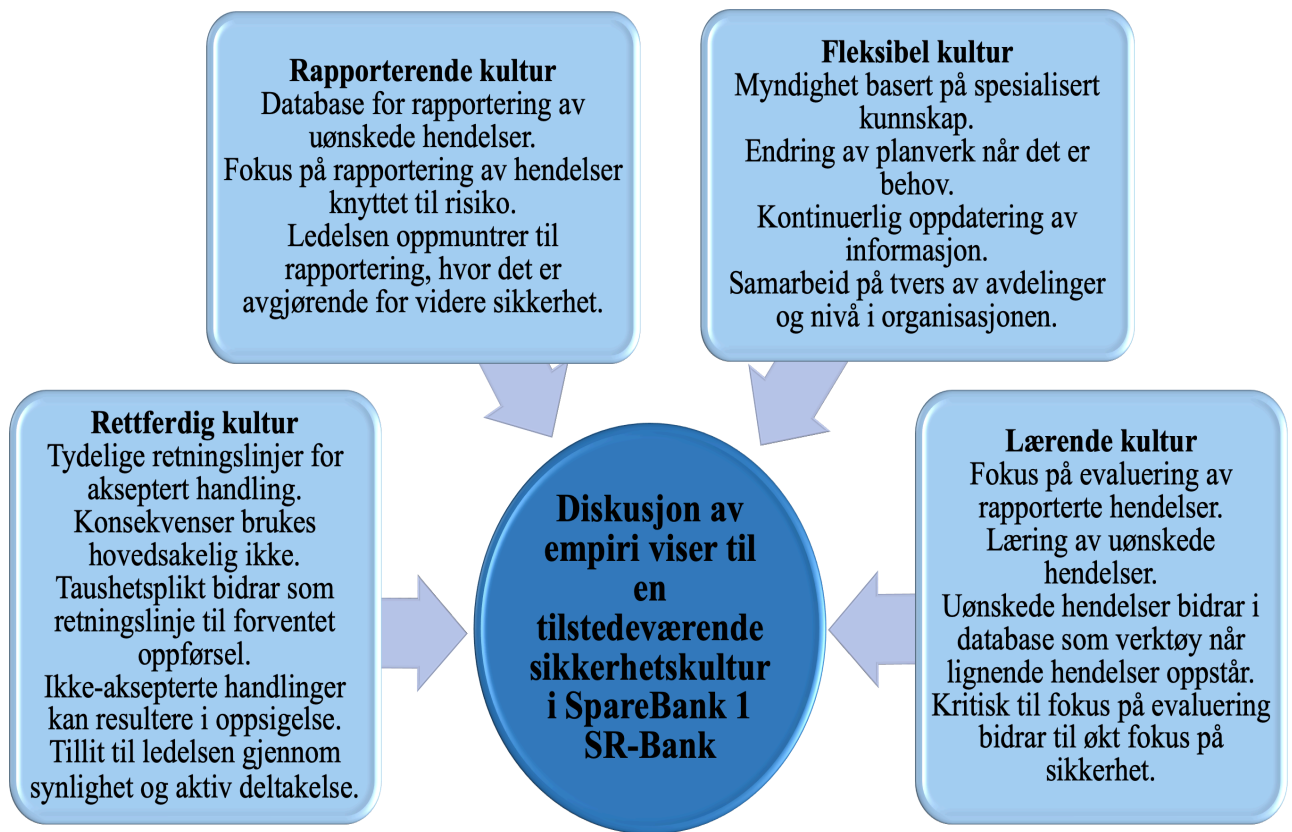 Rapporterende kultur
Database for rapportering av
uønskede hendelser.
Fokus på rapportering av hendelser
knyttet til risiko.
Ledelsen oppmuntrer til
rapportering, hvor det er
avgjørende for videre sikkerhet.
Fleksibel kultur
Myndighet basert på spesialisert
kunnskap.
Endring av planverk når det er
behov.
Kontinuerlig oppdatering av
informasjon.
Samarbeid på tvers av avdelinger
og nivå i organisasjonen.
Rettferdig kultur
Tydelige retningslinjer for
akseptert handling.
Konsekvenser brukes
hovedsakelig ikke.
Taushetsplikt bidrar som
retningslinje til forventet
oppførsel.
Ikke-aksepterte handlinger
kan resultere i oppsigelse.
Tillit til ledelsen gjennom
synlighet og aktiv deltakelse.
Diskusjon av
empiri viser til
en
tilstedeværende
sikkerhetskultur
i SpareBank 1
SR-Bank
Lærende kultur
Fokus på evaluering av
rapporterte hendelser.
Læring av uønskede
hendelser.
Uønskede hendelser bidrar i
database som verktøy når
lignende hendelser oppstår.
Kritisk til fokus på evaluering
bidrar til økt fokus på
sikkerhet.